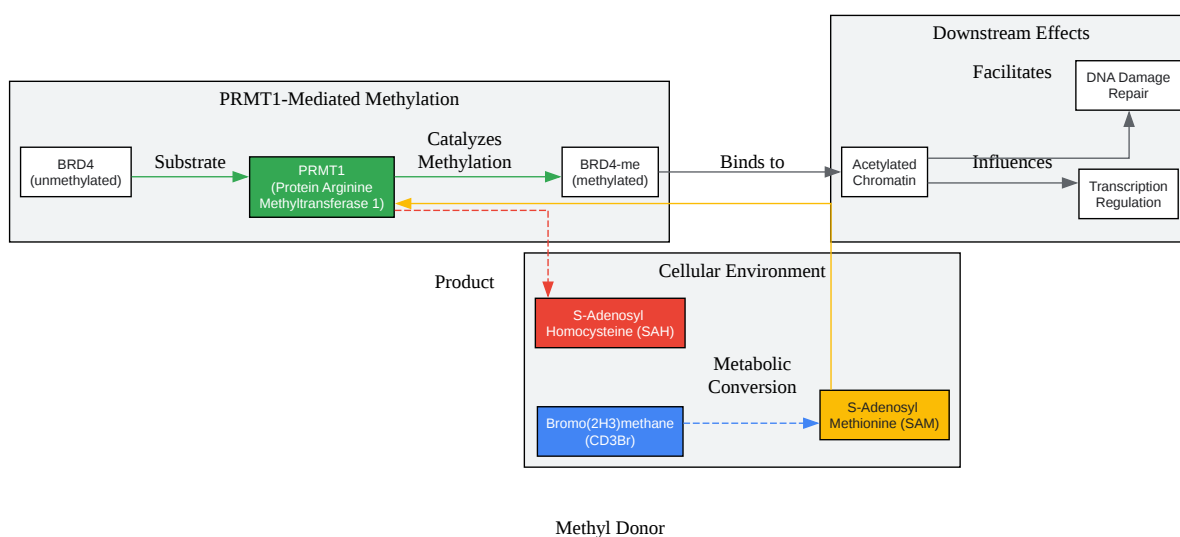 Downstream Effects
Facilitates
DNA Damage
Repair
PRMT1-Mediated Methylation
BRD4
(unmethylated)
Substrate
PRMT1
(Protein Arginine
Methyltransferase 1)
Catalyzes
Methylation
BRD4-me
(methylated)
Binds to
Acetylated
Chromatin
Influences
Transcription
Regulation
Product
Cellular Environment
S-Adenosyl
Homocysteine (SAH)
Metabolic
Conversion
Bromo(2H3)methane
(CD3Br)
S-Adenosyl
Methionine (SAM)
Methyl Donor